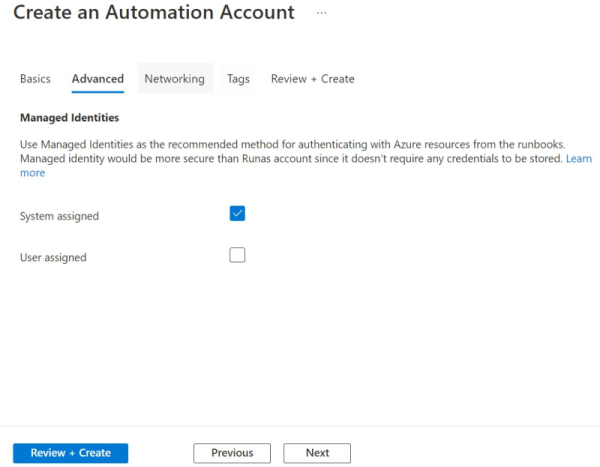 Create an Automation Account ...
Basics Advanced Networking Tags Review + Create
Managed Identities
Use Managed Identities as the recommended method for authenticating with Azure resources from the runbooks.
Managed identity would be more secure than Runas account since it doesn't require any credentials to be stored. Learn
more
System assigned
User assigned
Review + Create Previous Next